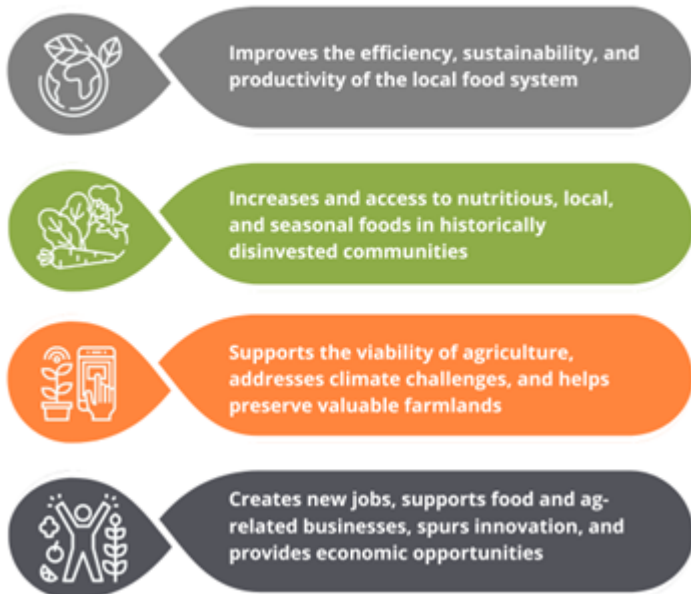 Improves the efficiency, sustainability, and
productivity of the local food system
Increases and access to nutritious, local,
and seasonal foods in historically
disinvested communities
Supports the viability of agriculture,
addresses climate challenges, and helps
preserve valuable farmlands
Creates new jobs, supports food and ag-
related businesses, spurs innovation, and
provides economic opportunities